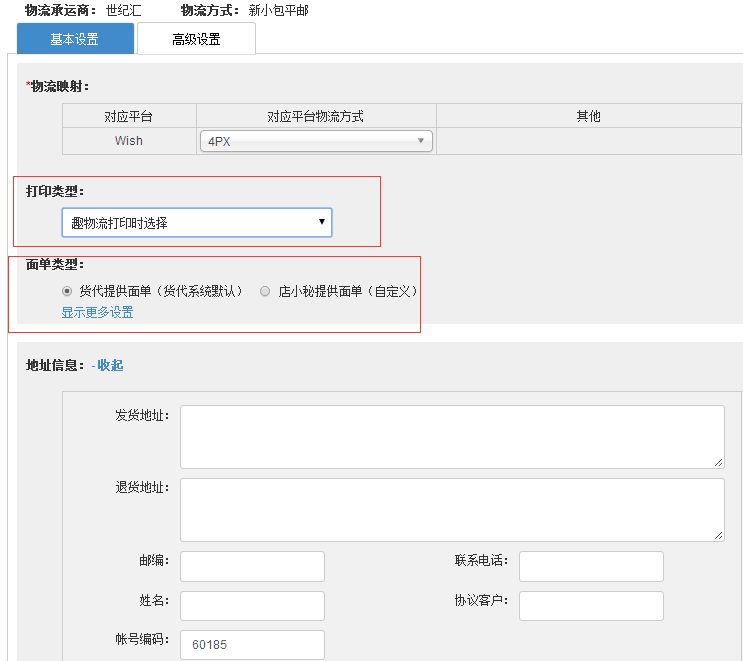 物流承运商： 世纪汇 物流方式： 新小包平邮
基本设置 高级设置
*物流映射：
对应平台 对应平台物流方式 其他
Wish 4PX
打印类型：
趣物流打印时选择
面单类型：
货代提供面单（货代系统默认） 店小秘提供面单（自定义）
显示更多设置
地址信息： -收起
发货地址：
退货地址：
邮编： 联系电话：
姓名： 协议客户：
帐号编码： 60185